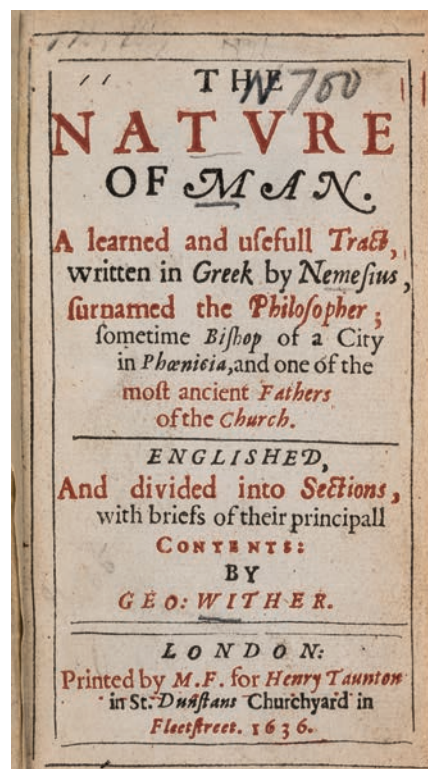 THE
N 700
NATVRE
OF MAN.
A learned and usefull Tract,
written in Greek by Nemesius,
surnamed the Philosopher;
sometime Bishop of a City
in Phœnicia, and one of the
most ancient Fathers
of the Church.
ENGLISHED,
And divided into Sections,
with briefs of their principall
CONTENTS:
BY
GEO: WITHER.
LONDON:
Printed by M.F. for Henry Taunton
in St. Dunstans Churchyard in
Fleetstreet. 1636.